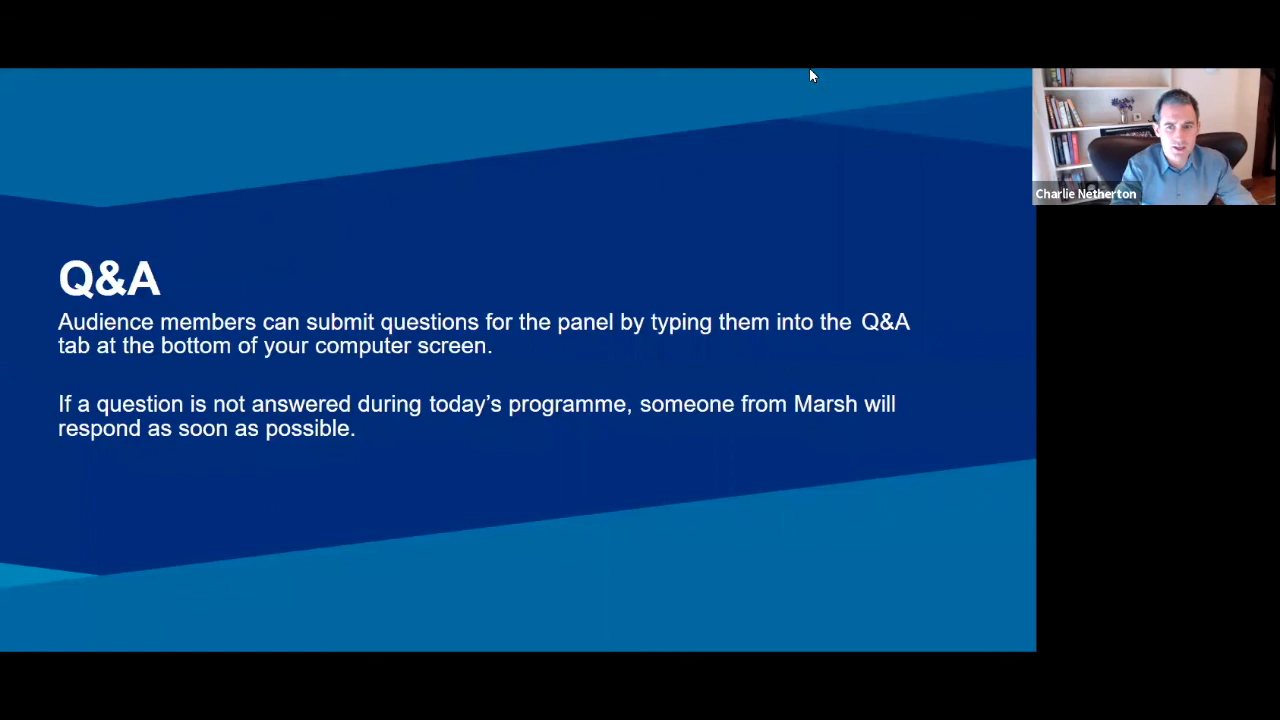 Q&A
Audience members can submit questions for the panel by typing them into the Q&A
tab at the bottom of your computer screen.
If a question is not answered during today’s programme, someone from Marsh will
respond as soon as possible.
Charlie Netherton